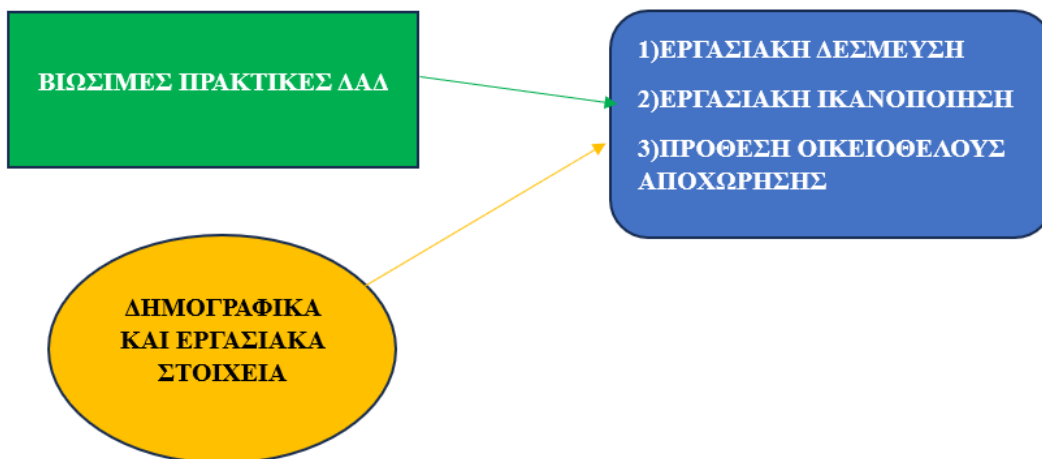 ΒΙΩΣΙΜΕΣ ΠΡΑΚΤΙΚΕΣ ΔΑΔ
1)ΕΡΓΑΣΙΑΚΗ ΔΕΣΜΕΥΣΗ
2)ΕΡΓΑΣΙΑΚΗ ΙΚΑΝΟΠΟΙΗΣΗ
3)ΠΡΟΘΕΣΗ ΟΙΚΕΙΟΘΕΛΟΥΣ
ΑΠΟΧΩΡΗΣΗΣ
ΔΗΜΟΓΡΑΦΙΚΑ
ΚΑΙ ΕΡΓΑΣΙΑΚΑ
ΣΤΟΙΧΕΙΑ